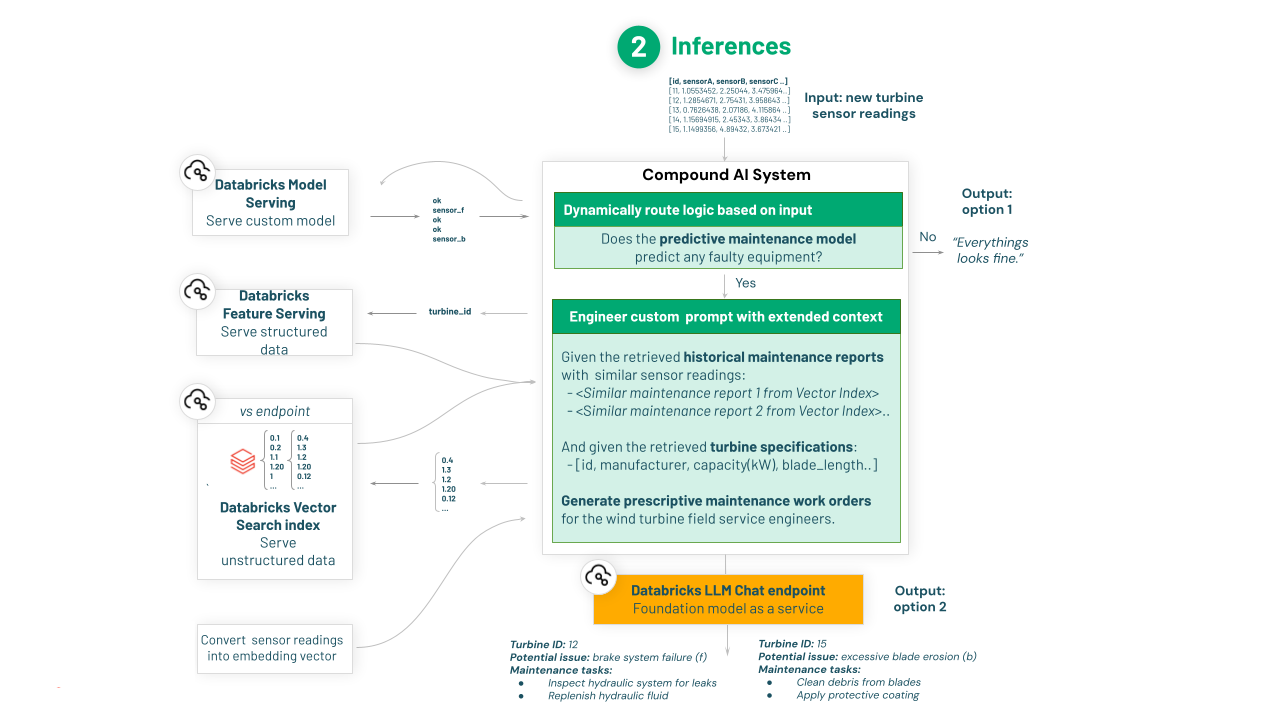 2 Inferences
[id, sensorA, sensorB, sensorC ..]
[11, 1.0553452, 2.25044, 3.475964..]
[12, 1.2854671, 2.75431, 3.958643 ..]
[13, 0.7626438, 2.07186, 4.115864 ..]
[14, 1.15694915, 2.45343, 3.86434 ..]
[15, 1.1499356, 4.89432, 3.673421 ..]
Input: new turbine
sensor readings
Compound AI System
Dynamically route logic based on input
Does the predictive maintenance model
predict any faulty equipment?
No
Output:
option 1
“Everything
looks fine.”
Yes
Databricks Model
Serving
Serve custom model
ok
sensor_f
ok
ok
sensor_b
Databricks
Feature Serving
Serve structured
data
turbine_id
Engineer custom prompt with extended context
Given the retrieved historical maintenance reports
with similar sensor readings:
- <Similar maintenance report 1 from Vector Index>
- <Similar maintenance report 2 from Vector Index>..
And given the retrieved turbine specifications:
- [id, manufacturer, capacity(kW), blade_length..]
Generate prescriptive maintenance work orders
for the wind turbine field service engineers.
vs endpoint
0.1 0.4
0.2 1.3
1.1 1.2
1.20 1.20
1 0.12
... ...
Databricks Vector
Search index
Serve
unstructured data
0.4
1.3
1.2
1.20
0.12
...
Convert sensor readings
into embedding vector
Databricks LLM Chat endpoint
Foundation model as a service
Output:
option 2
Turbine ID: 12
Potential issue: brake system failure (f)
Maintenance tasks:
● Inspect hydraulic system for leaks
● Replenish hydraulic fluid
Turbine ID: 15
Potential issue: excessive blade erosion (b)
Maintenance tasks:
● Clean debris from blades
● Apply protective coating